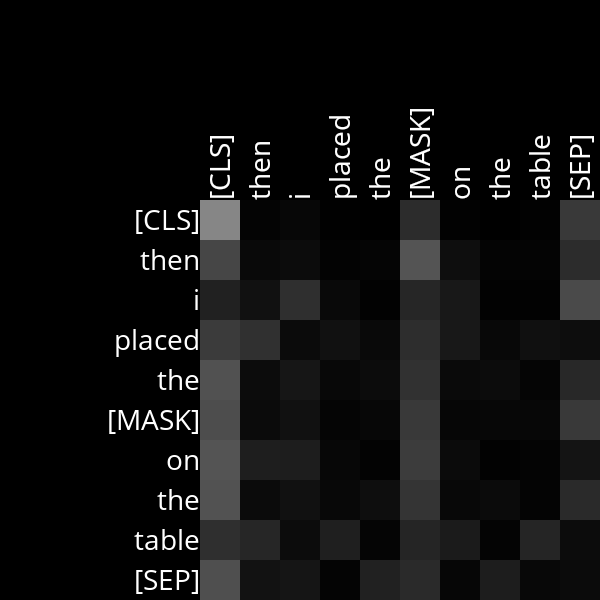 [CLS] then i placed the [MASK] on the table [SEP]
[CLS]
then
i
placed
the
[MASK]
on
the
table
[SEP]